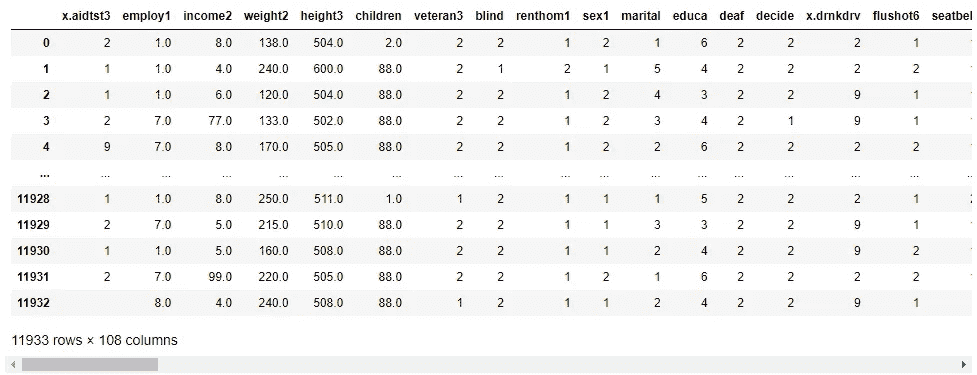 x.aidtst3 employ1 income2 weight2 height3 children veteran3 blind renthom1 sex1 marital educa deaf decide x.drnkdrv flushot6 seatbel
0 2 1.0 8.0 138.0 504.0 2.0 2 2 1 2 1 6 2 2 2 1
1 1 1.0 4.0 240.0 600.0 88.0 2 1 2 1 5 4 2 2 2 2
2 1 1.0 6.0 120.0 504.0 88.0 2 2 1 2 4 3 2 2 9 1
3 2 7.0 77.0 133.0 502.0 88.0 2 2 1 2 3 4 2 1 9 1
4 9 7.0 8.0 170.0 505.0 88.0 2 2 1 2 2 6 2 2 2 2
... ... ... ... ... ... ... ... ... ... ... ... ... ... ... ... ...
11928 1 1.0 8.0 250.0 511.0 1.0 1 2 1 1 1 5 2 2 2 1
11929 2 7.0 5.0 215.0 510.0 88.0 2 2 1 1 3 3 2 2 9 1
11930 1 1.0 5.0 160.0 508.0 88.0 2 2 1 1 2 4 2 2 9 2
11931 2 7.0 99.0 220.0 505.0 88.0 2 2 1 2 1 6 2 2 2 2
11932 8.0 4.0 240.0 508.0 88.0 1 2 1 1 2 4 2 2 9 1
11933 rows × 108 columns